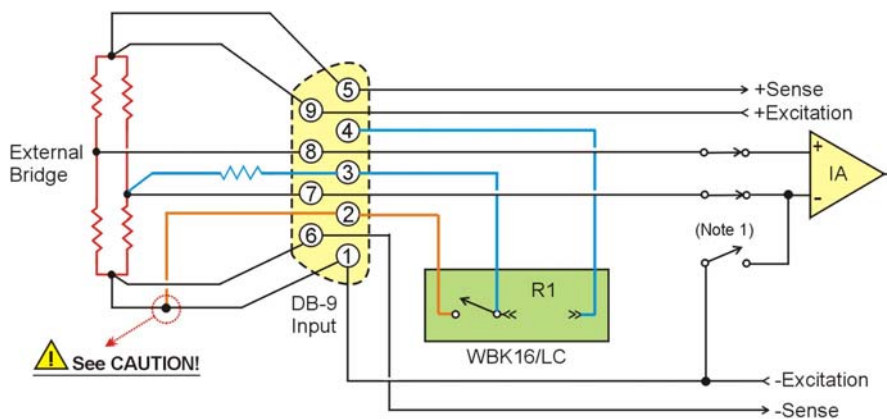 5
+Sense
9
+Excitation
4
External
Bridge
8
+
IA
3
7
-
2
(Note 1)
6
1
R1
DB-9
Input
WBK16/LC
! See CAUTION!
-Excitation
-Sense